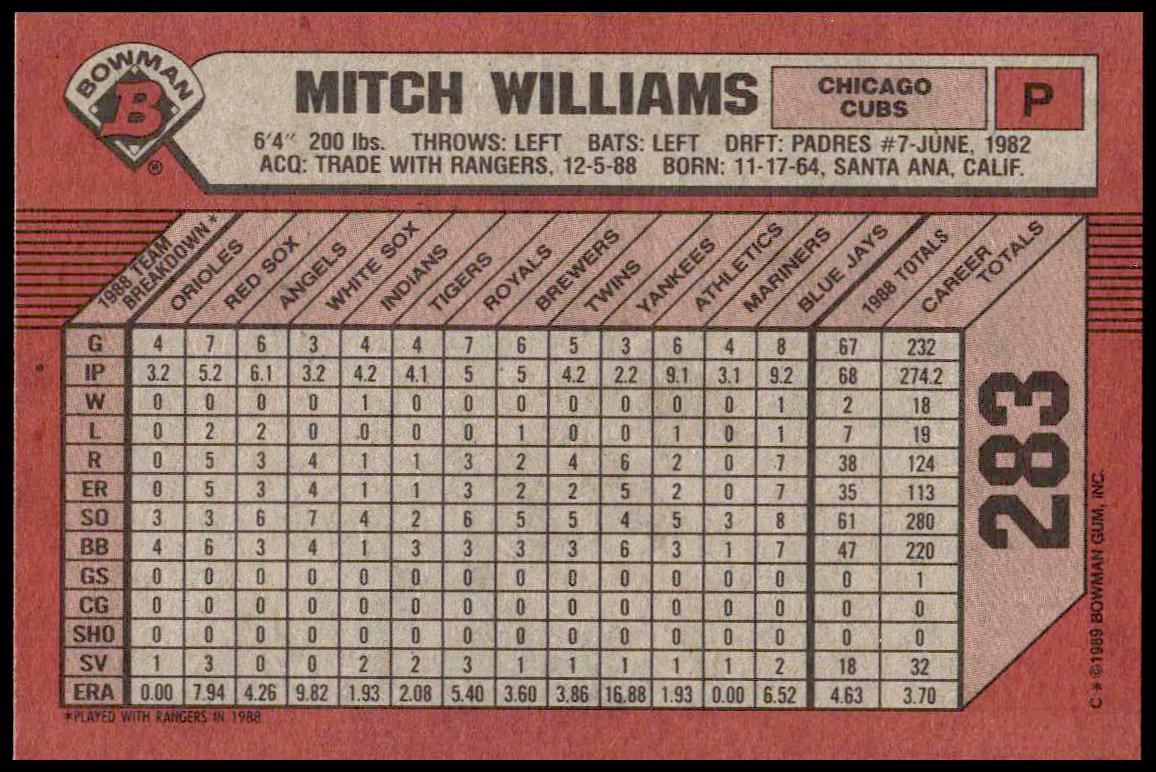 BOWMAN
B
®
MITCH WILLIAMS
CHICAGO
CUBS
P
6'4" 200 lbs. THROWS: LEFT BATS: LEFT DRFT: PADRES #7-JUNE, 1982
ACQ: TRADE WITH RANGERS, 12-5-88 BORN: 11-17-64, SANTA ANA, CALIF.
1988 TEAM BREAKDOWN* ORIOLES RED SOX ANGELS WHITE SOX INDIANS TIGERS ROYALS BREWERS TWINS YANKEES ATHLETICS MARINERS BLUE JAYS 1988 TOTALS CAREER TOTALS
G 4 7 6 3 4 4 7 6 5 3 6 4 8 67 232
IP 3.2 5.2 6.1 3.2 4.2 4.1 5 5 4.2 2.2 9.1 3.1 9.2 68 274.2
W 0 0 0 0 1 0 0 0 0 0 0 0 1 2 18
L 0 2 2 0 0 0 0 1 0 0 1 0 1 7 19
R 0 5 3 4 1 1 3 2 4 6 2 0 7 38 124
ER 0 5 3 4 1 1 3 2 2 5 2 0 7 35 113
SO 3 3 6 7 4 2 6 5 5 4 5 3 8 61 280
BB 4 6 3 4 1 3 3 3 3 6 3 1 7 47 220
GS 0 0 0 0 0 0 0 0 0 0 0 0 0 0 1
CG 0 0 0 0 0 0 0 0 0 0 0 0 0 0 0
SHO 0 0 0 0 0 0 0 0 0 0 0 0 0 0 0
SV 1 3 0 0 2 2 3 1 1 1 1 1 2 18 32
ERA 0.00 7.94 4.26 9.82 1.93 2.08 5.40 3.60 3.86 16.88 1.93 0.00 6.52 4.63 3.70
*PLAYED WITH RANGERS IN 1988
283
C*©1989 BOWMAN GUM, INC.